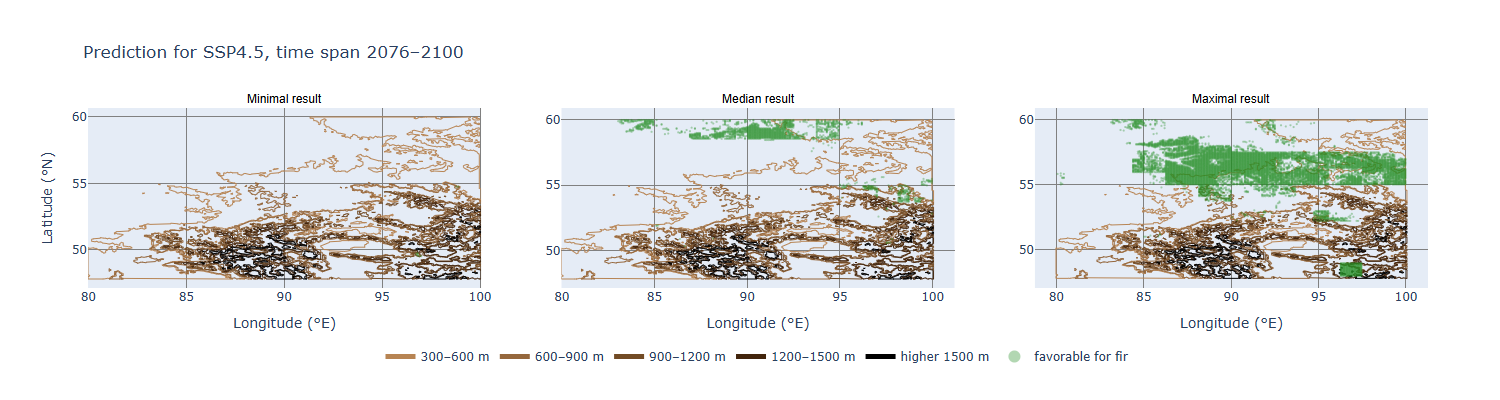 Prediction for SSP4.5, time span 2076–2100
Minimal result
Median result
Maximal result
Latitude (°N)
60
55
50
80
85
90
95
100
Longitude (°E)
60
55
50
80
85
90
95
100
Longitude (°E)
60
55
50
80
85
90
95
100
Longitude (°E)
300–600 m
600–900 m
900–1200 m
1200–1500 m
higher 1500 m
favorable for fir